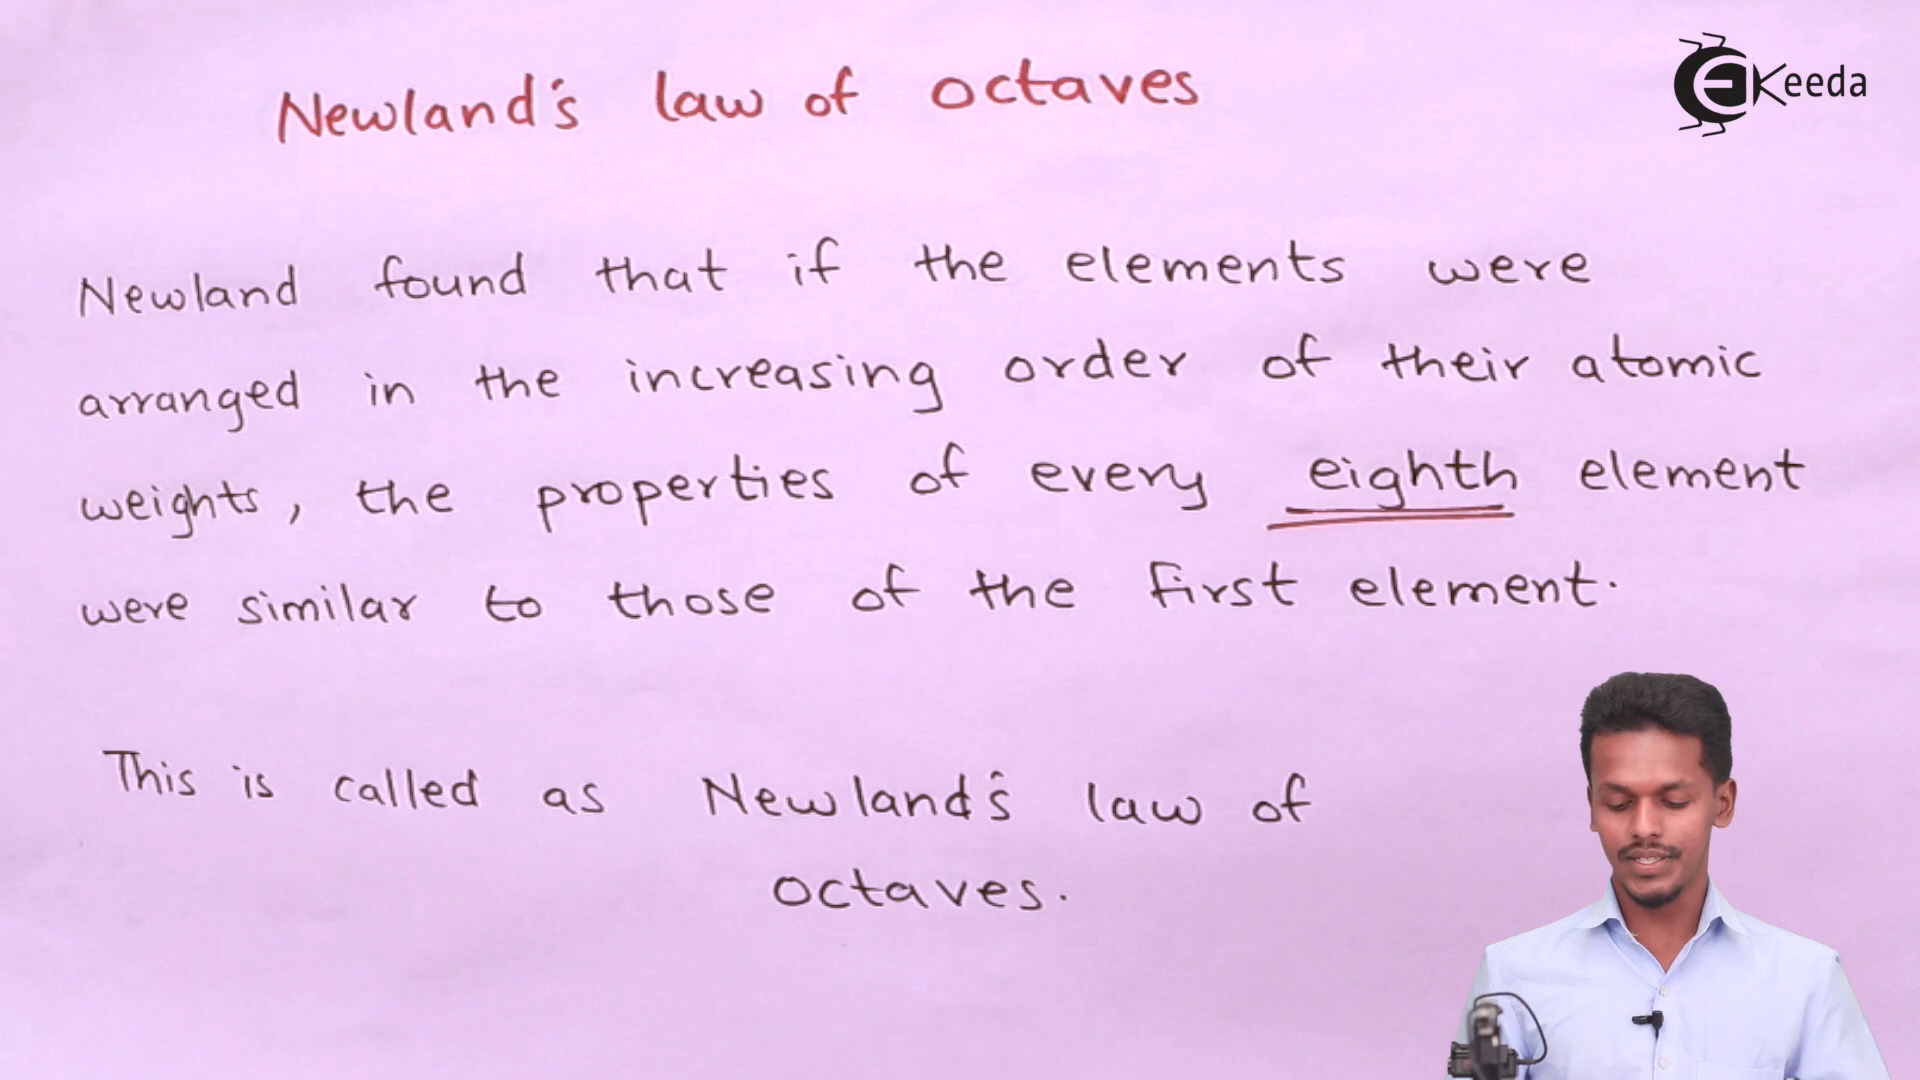 Newland's law of octaves
EKeeda
Newland found that if the elements were
arranged in the increasing order of their atomic
weights, the properties of every eighth element
were similar to those of the first element.
This is called as Newland's law of
octaves.